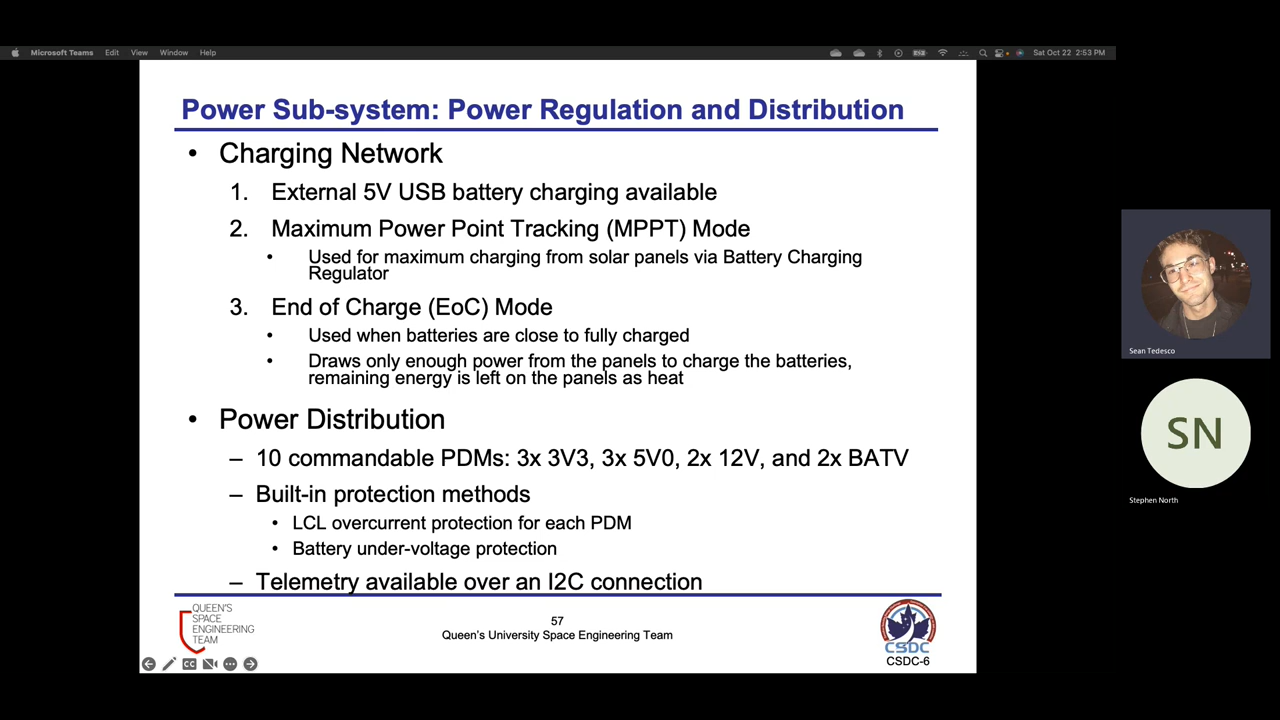 Microsoft Teams Edit View Window Help Sat Oct 22 2:53 PM
Power Sub-system: Power Regulation and Distribution
• Charging Network
1. External 5V USB battery charging available
2. Maximum Power Point Tracking (MPPT) Mode
• Used for maximum charging from solar panels via Battery Charging
Regulator
3. End of Charge (EoC) Mode
• Used when batteries are close to fully charged
• Draws only enough power from the panels to charge the batteries,
remaining energy is left on the panels as heat
• Power Distribution
– 10 commandable PDMs: 3x 3V3, 3x 5V0, 2x 12V, and 2x BATV
– Built-in protection methods
• LCL overcurrent protection for each PDM
• Battery under-voltage protection
– Telemetry available over an I2C connection
QUEEN'S
SPACE
ENGINEERING
TEAM
57
Queen's University Space Engineering Team
CSDC
CSDC-6
CC
Sean Tedesco
SN
Stephen North